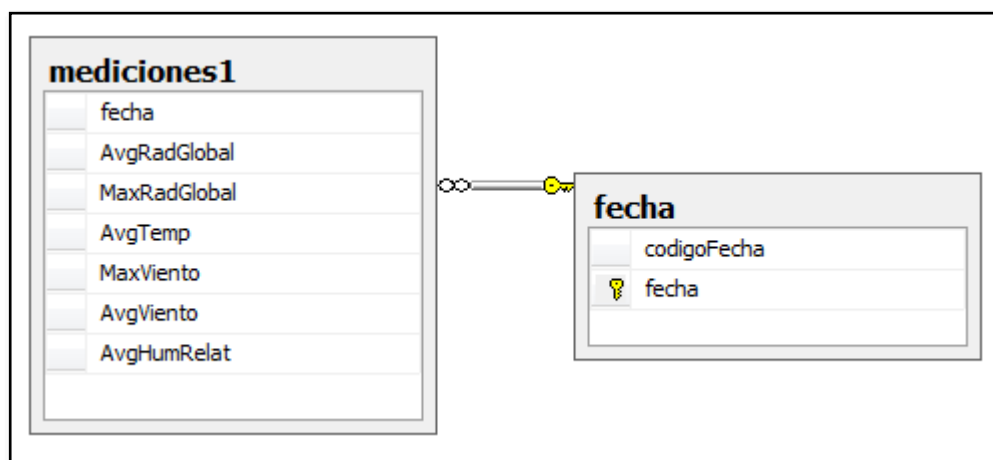 mediciones1
fecha
AvgRadGlobal
MaxRadGlobal
AvgTemp
MaxViento
AvgViento
AvgHumRelat
fecha
codigoFecha
fecha